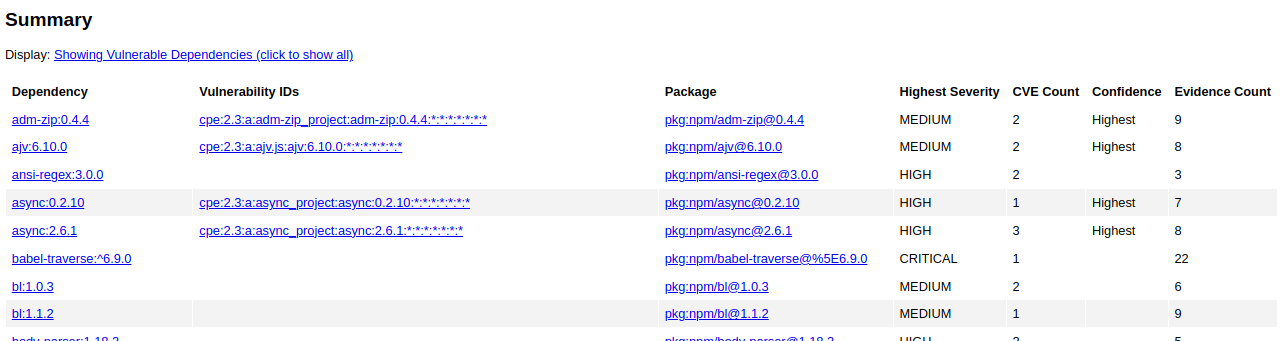 Summary
Display: Showing Vulnerable Dependencies (click to show all)
Dependency Vulnerability IDs Package Highest Severity CVE Count Confidence Evidence Count
adm-zip:0.4.4 cpe:2.3:a:adm-zip_project:adm-zip:0.4.4:*:*:*:*:*:*:* pkg:npm/adm-zip@0.4.4 MEDIUM 2 Highest 9
ajv:6.10.0 cpe:2.3:a:ajv.js:ajv:6.10.0:*:*:*:*:*:*:* pkg:npm/ajv@6.10.0 MEDIUM 2 Highest 8
ansi-regex:3.0.0 pkg:npm/ansi-regex@3.0.0 HIGH 2 3
async:0.2.10 cpe:2.3:a:async_project:async:0.2.10:*:*:*:*:*:*:* pkg:npm/async@0.2.10 HIGH 1 Highest 7
async:2.6.1 cpe:2.3:a:async_project:async:2.6.1:*:*:*:*:*:*:* pkg:npm/async@2.6.1 HIGH 3 Highest 8
babel-traverse:^6.9.0 pkg:npm/babel-traverse@%5E6.9.0 CRITICAL 1 22
bl:1.0.3 pkg:npm/bl@1.0.3 MEDIUM 2 6
bl:1.1.2 pkg:npm/bl@1.1.2 MEDIUM 1 9